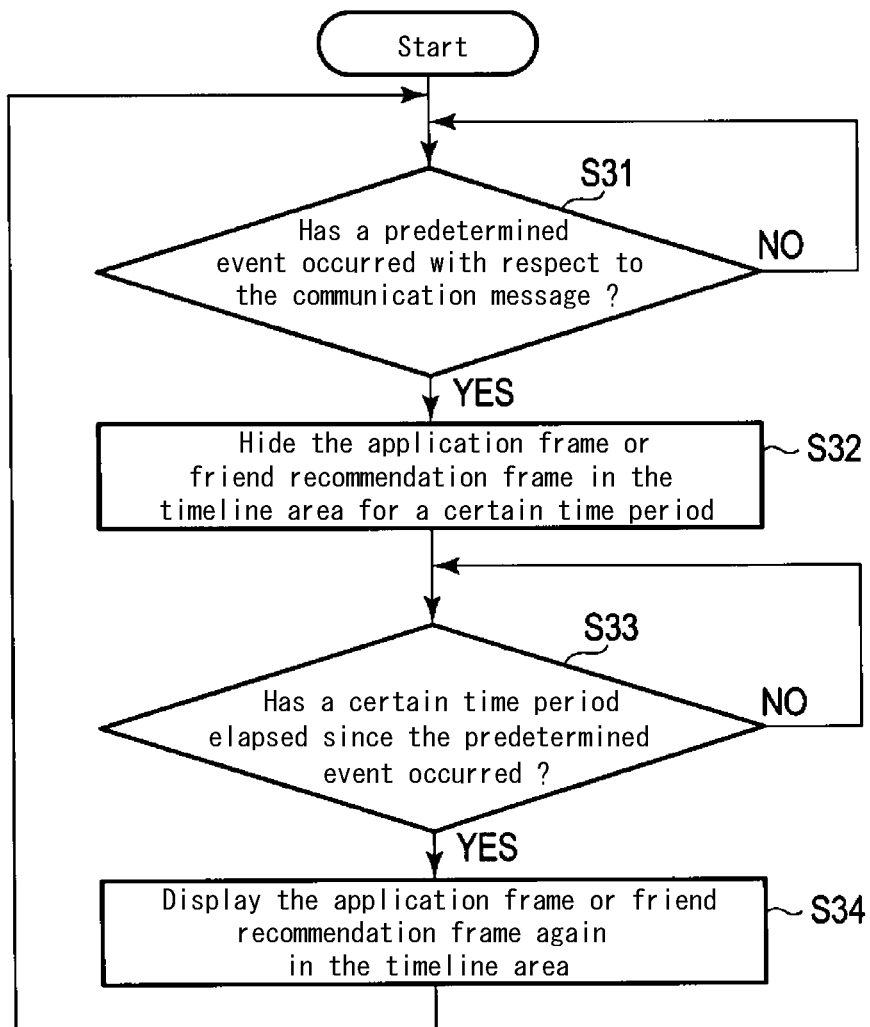 Start
S31
Has a predetermined
event occurred with respect to
the communication message ?
NO
YES
Hide the application frame or
friend recommendation frame in the
timeline area for a certain time period
S32
S33
Has a certain time period
elapsed since the predetermined
event occurred ?
NO
YES
Display the application frame or friend
recommendation frame again
in the timeline area
S34